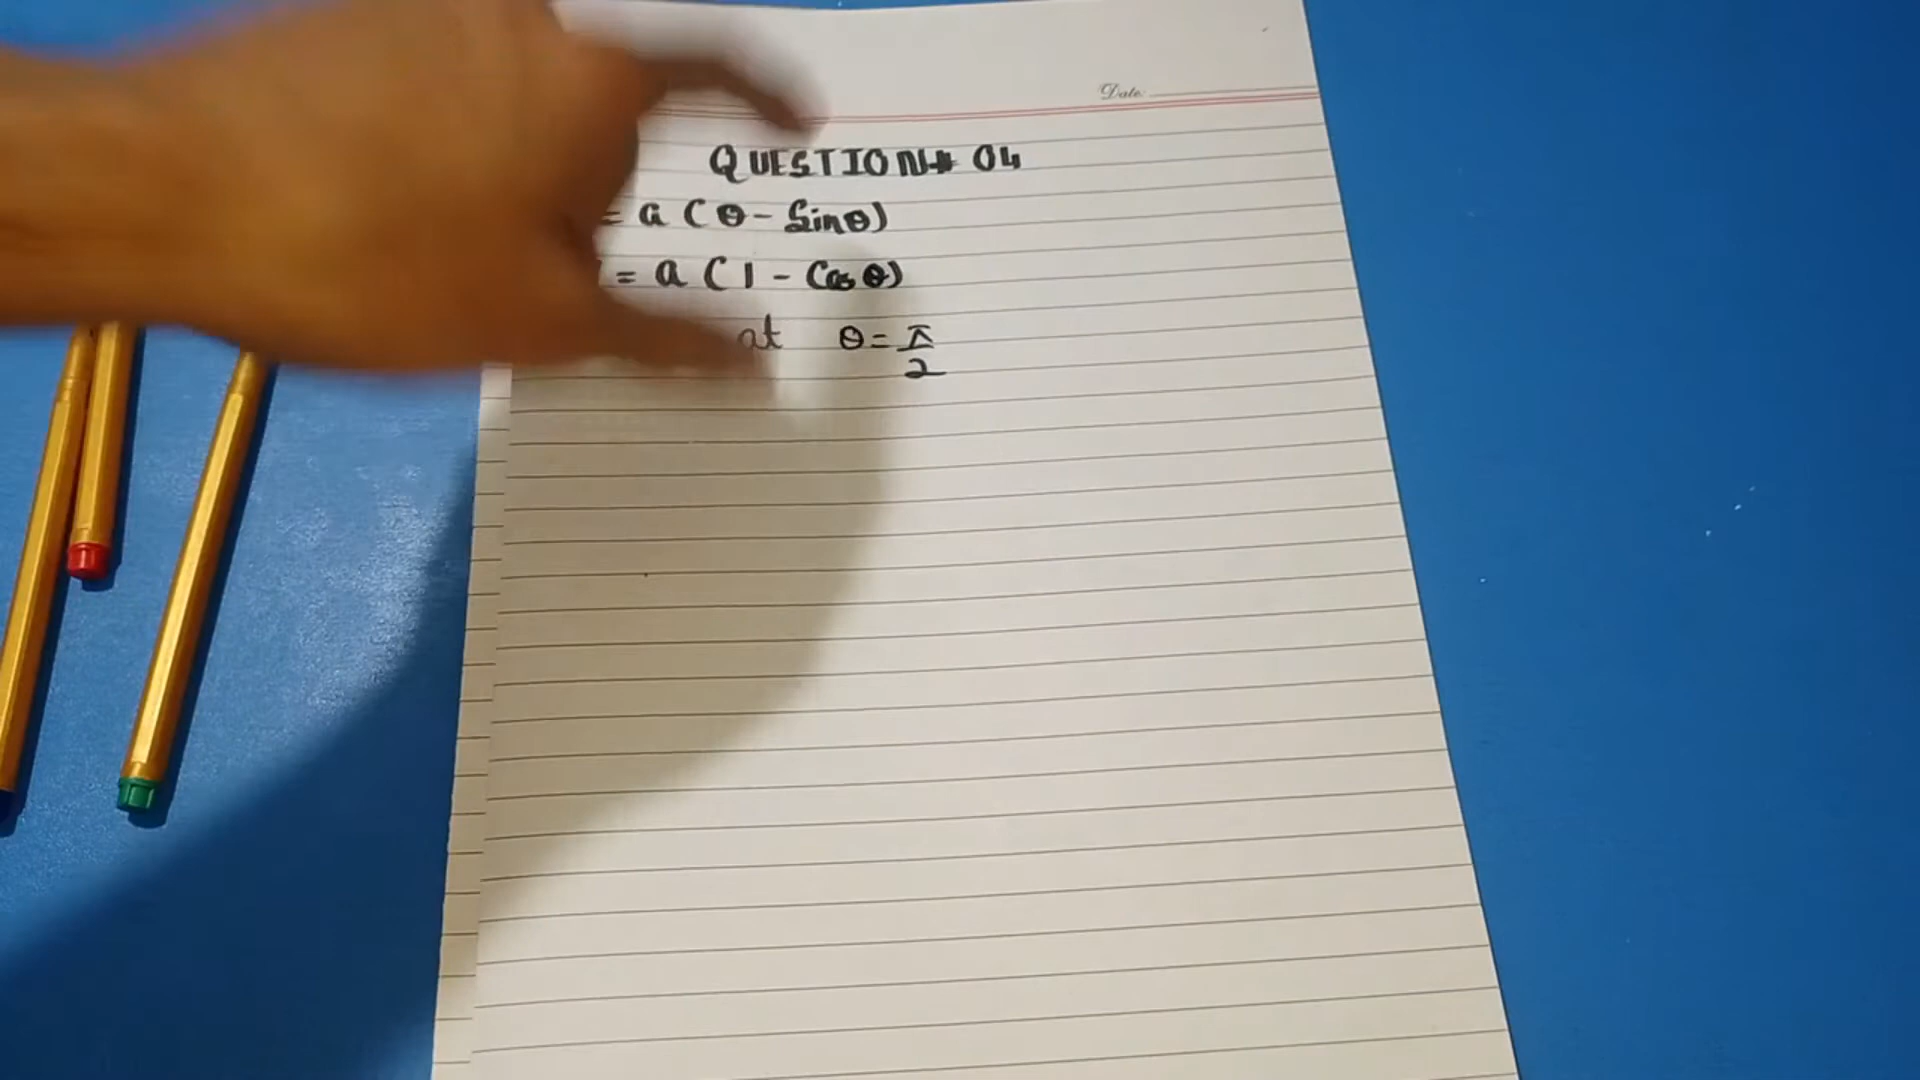 Date:
QUESTION# 04
= a (θ - Sinθ)
= a (1 - Cosθ)
at θ = π/2